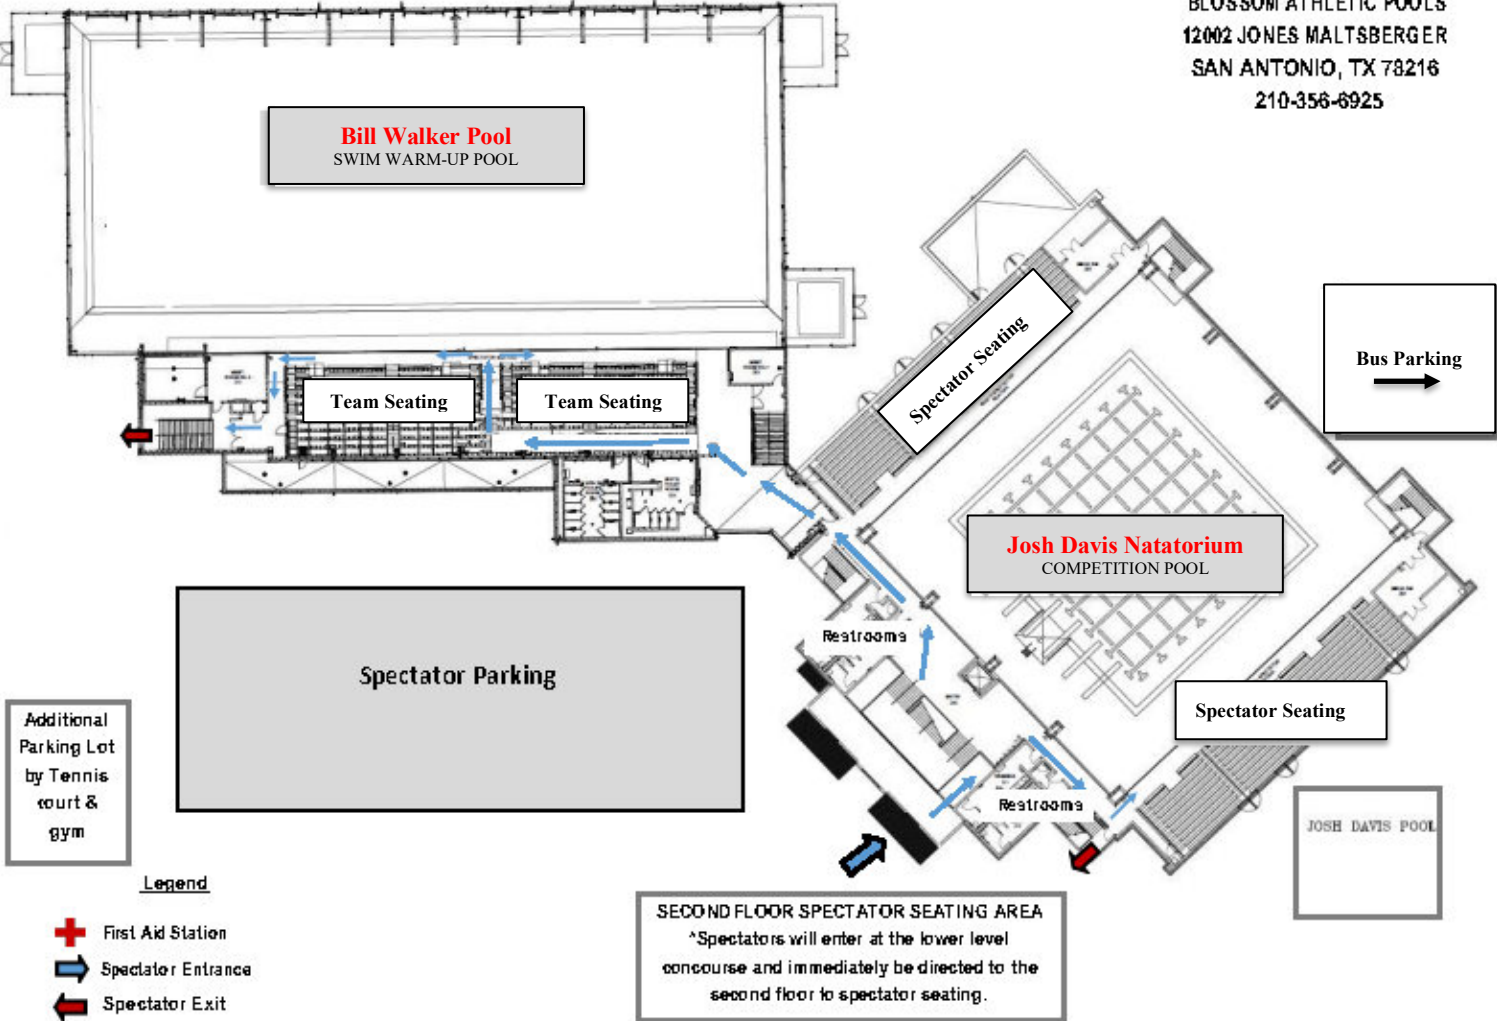 BLOSSOM ATHLETIC POOLS
12002 JONES MALTSBERGER
SAN ANTONIO, TX 78216
210-356-6925
Bill Walker Pool
SWIM WARM-UP POOL
Spectator Seating
Bus Parking
Team Seating
Team Seating
Josh Davis Natatorium
COMPETITION POOL
Restrooms
Spectator Parking
Spectator Seating
Additional
Parking Lot
by Tennis
court &
gym
Restrooms
JOSH DAVIS POOL
Legend
First Aid Station
Spectator Entrance
Spectator Exit
SECOND FLOOR SPECTATOR SEATING AREA
*Spectators will enter at the lower level
concourse and immediately be directed to the
second floor to spectator seating.